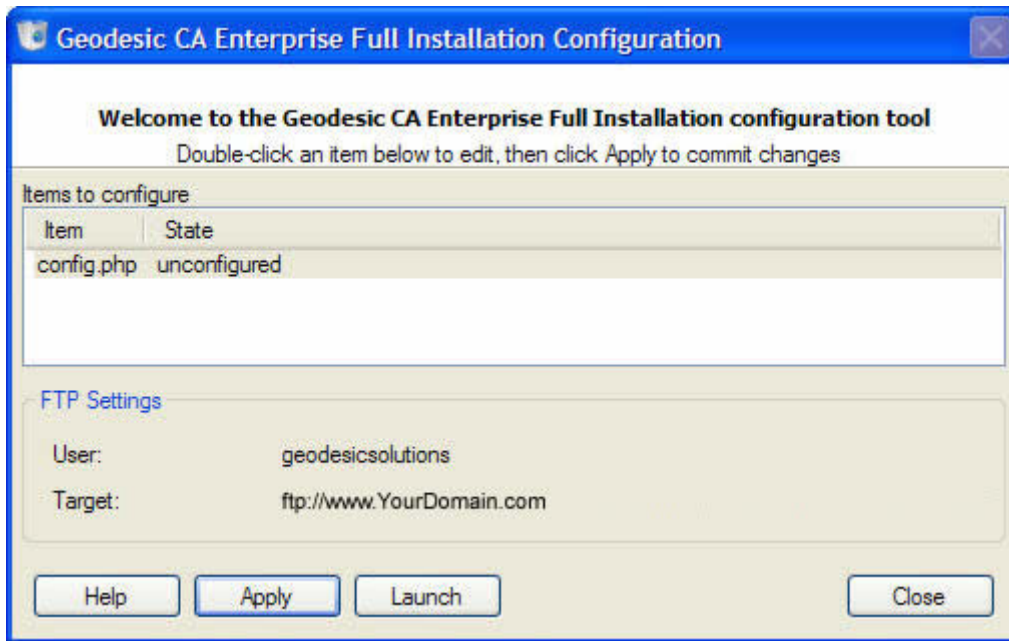 Geodesic CA Enterprise Full Installation Configuration
Welcome to the Geodesic CA Enterprise Full Installation configuration tool
Double-click an item below to edit, then click Apply to commit changes
Items to configure
Item State
config.php unconfigured
FTP Settings
User: geodesicsolutions
Target: ftp://www.YourDomain.com
Help Apply Launch Close